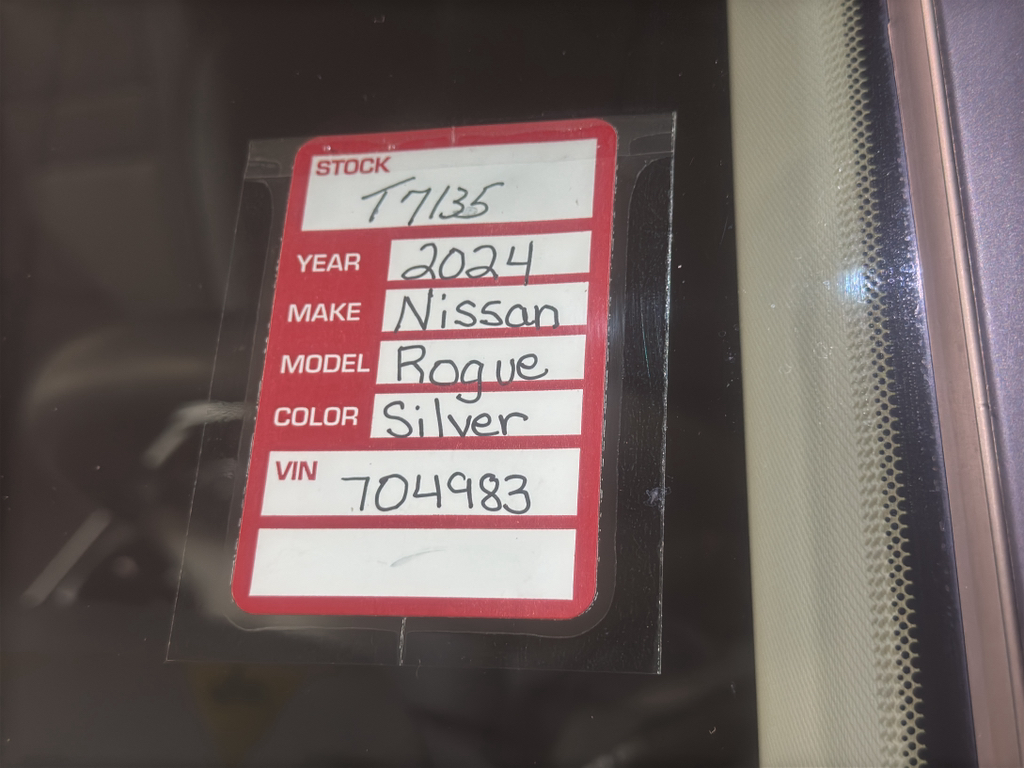 STOCK
T7135
YEAR 2024
MAKE Nissan
MODEL Rogue
COLOR Silver
VIN
704983